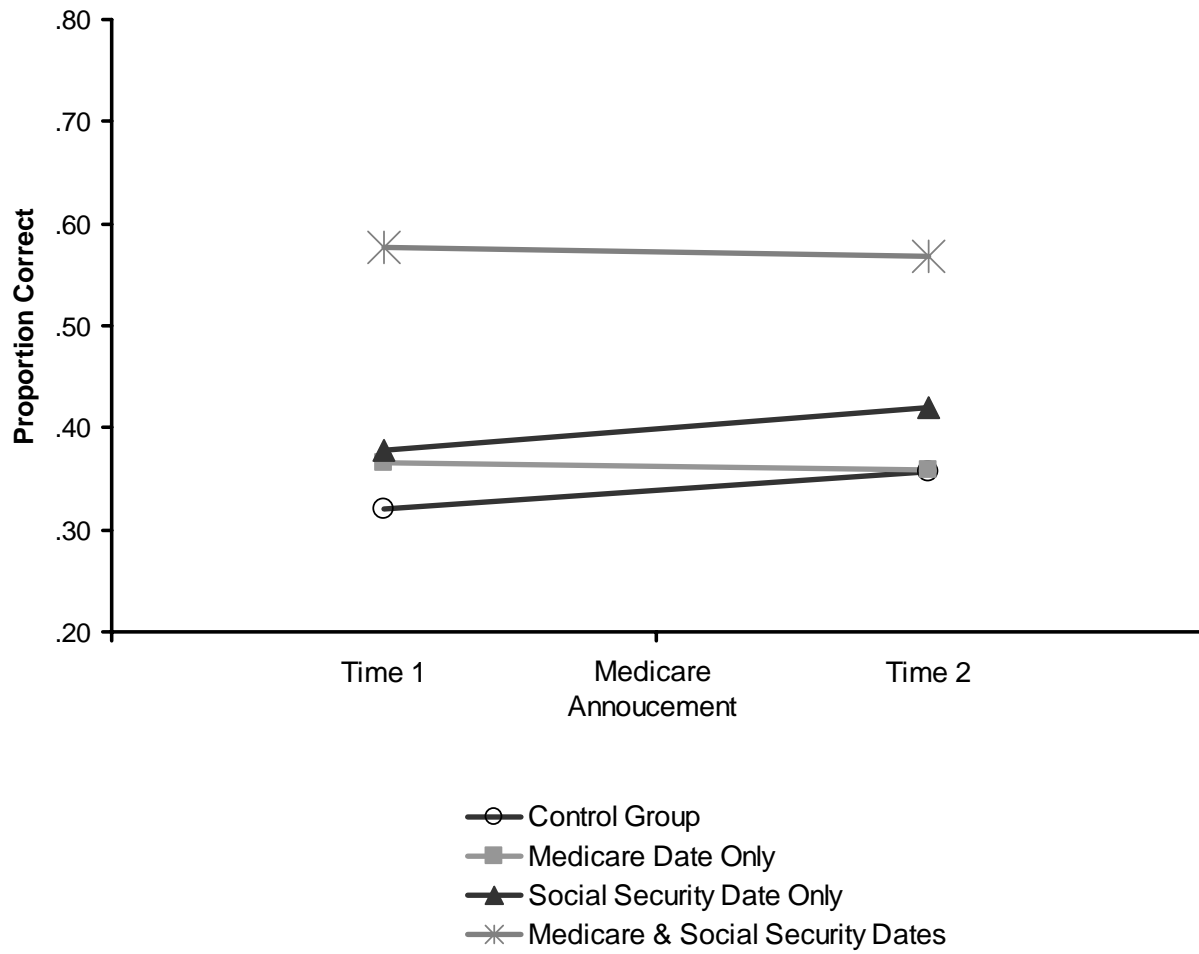 .80
.70
.60
.50
.40
.30
.20
Proportion Correct
Time 1
Medicare
Annoucement
Time 2
Control Group
Medicare Date Only
Social Security Date Only
Medicare & Social Security Dates